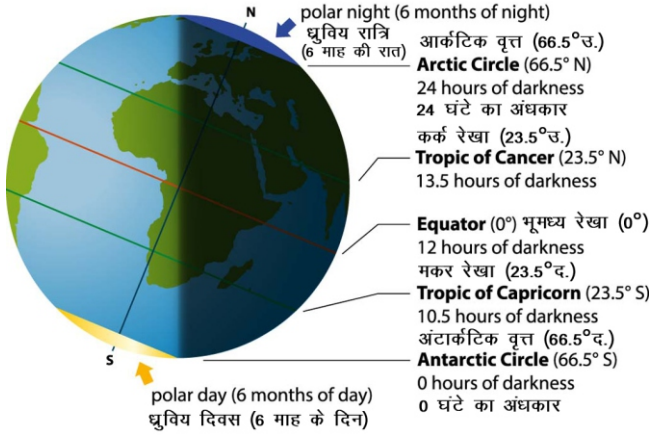 N
polar night (6 months of night)
ध्रुविय रात्रि
(6 माह की रात)
आर्कटिक वृत्त (66.5°उ.)
Arctic Circle (66.5° N)
24 hours of darkness
24 घंटे का अंधकार
कर्क रेखा (23.5°उ.)
Tropic of Cancer (23.5° N)
13.5 hours of darkness
Equator (0°) भूमध्य रेखा (0°)
12 hours of darkness
मकर रेखा (23.5°द.)
Tropic of Capricorn (23.5° S)
10.5 hours of darkness
अंटार्कटिक वृत्त (66.5°द.)
Antarctic Circle (66.5° S)
0 hours of darkness
0 घंटे का अंधकार
S
polar day (6 months of day)
ध्रुविय दिवस (6 माह के दिन)